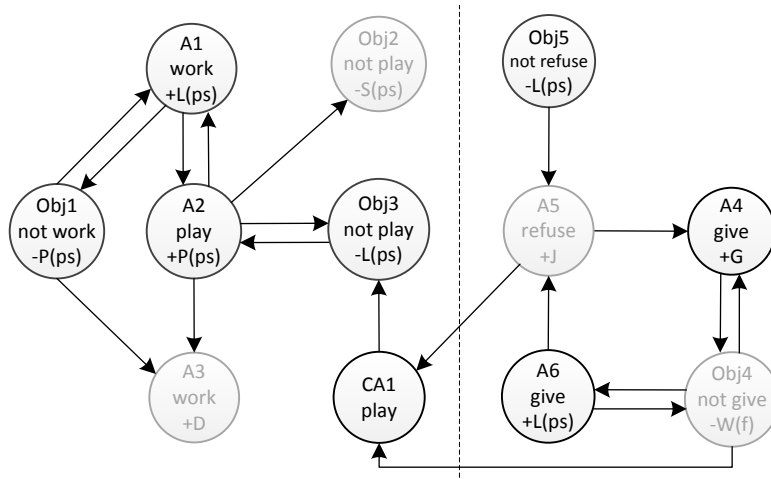 A1
work
+L(ps)
Obj2
not play
-S(ps)
Obj5
not refuse
-L(ps)
Obj1
not work
-P(ps)
A2
play
+P(ps)
Obj3
not play
-L(ps)
A5
refuse
+J
A4
give
+G
A3
work
+D
CA1
play
A6
give
+L(ps)
Obj4
not give
-W(f)